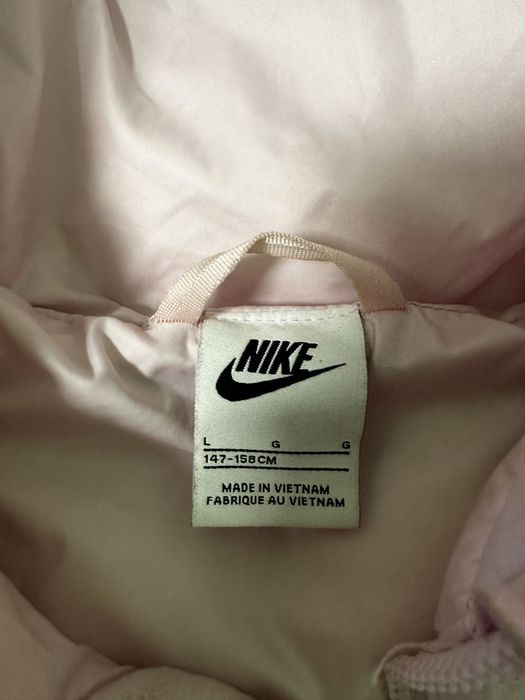 NIKE
L G G
147-158CM
MADE IN VIETNAM
FABRIQUE AU VIETNAM